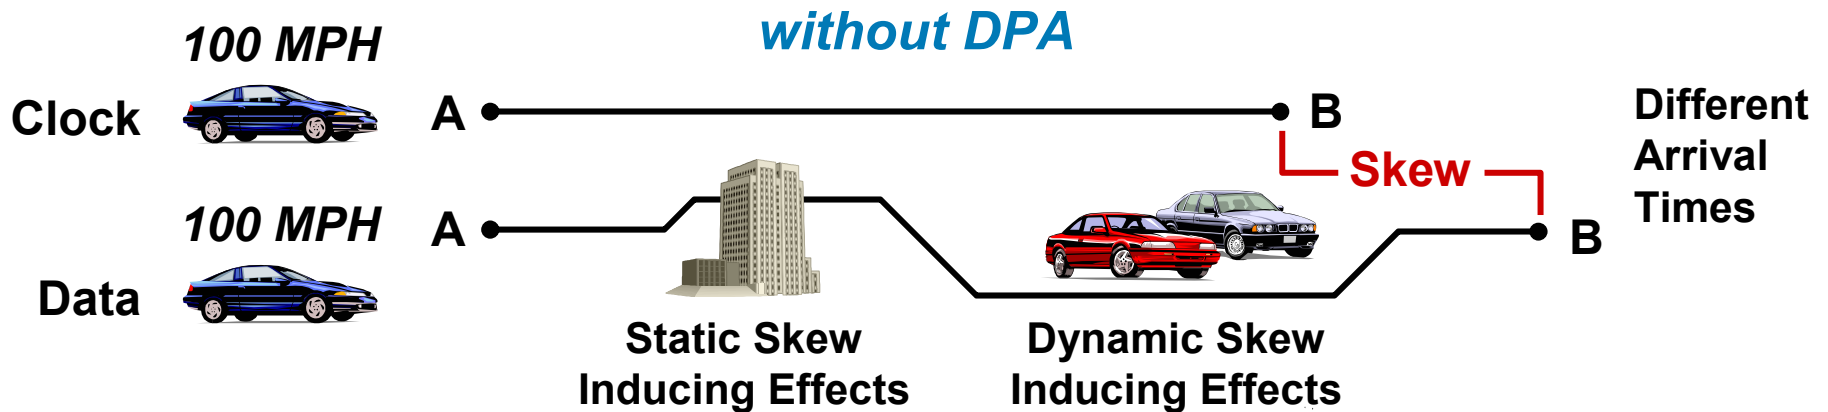 without DPA
100 MPH
Clock
A
B
Different
Arrival
Times
Skew
100 MPH
Data
A
B
Static Skew
Inducing Effects
Dynamic Skew
Inducing Effects